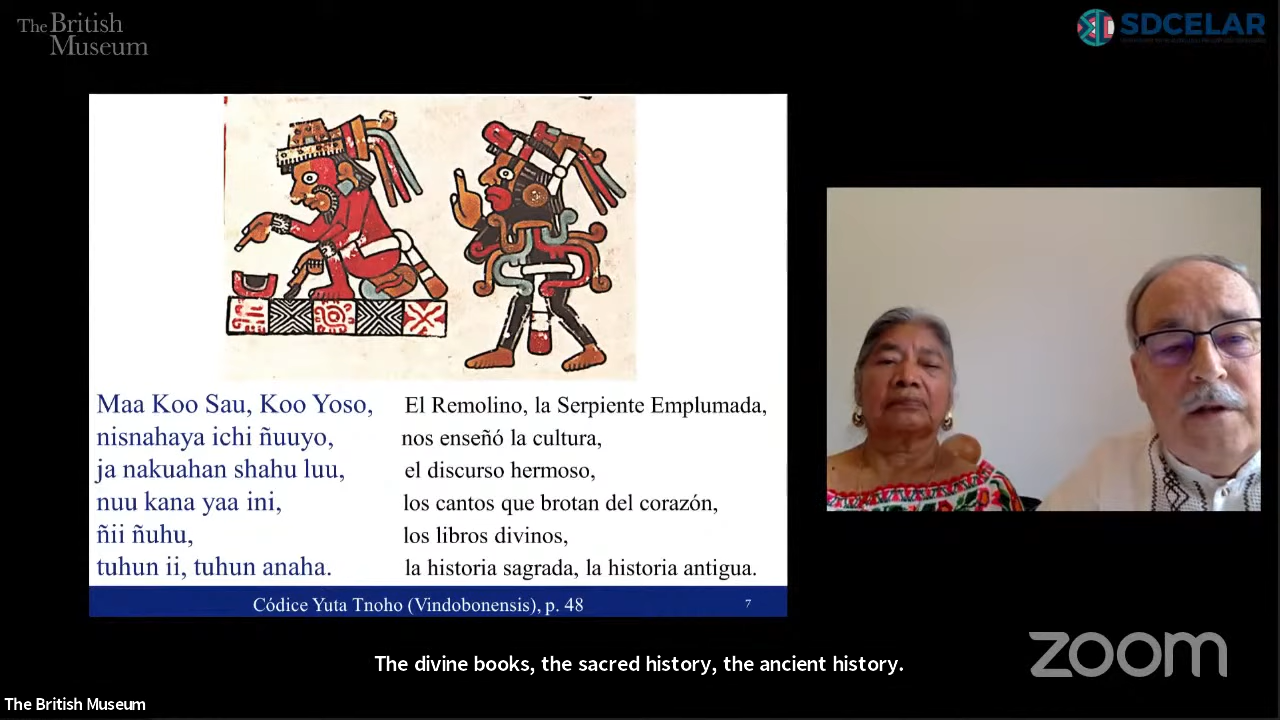 The British
Museum
SDCELAR
Maa Koo Sau, Koo Yoso,
nisnahaya ichi ñuuyo,
ja nakuahan shahu luu,
nuu kana yaa ini,
ñii ñuhu,
tuhun ii, tuhun anaha.
El Remolino, la Serpiente Emplumada,
nos enseñó la cultura,
el discurso hermoso,
los cantos que brotan del corazón,
los libros divinos,
la historia sagrada, la historia antigua.
Códice Yuta Tnoho (Vindobonensis), p. 48
7
The divine books, the sacred history, the ancient history.
zoom
The British Museum